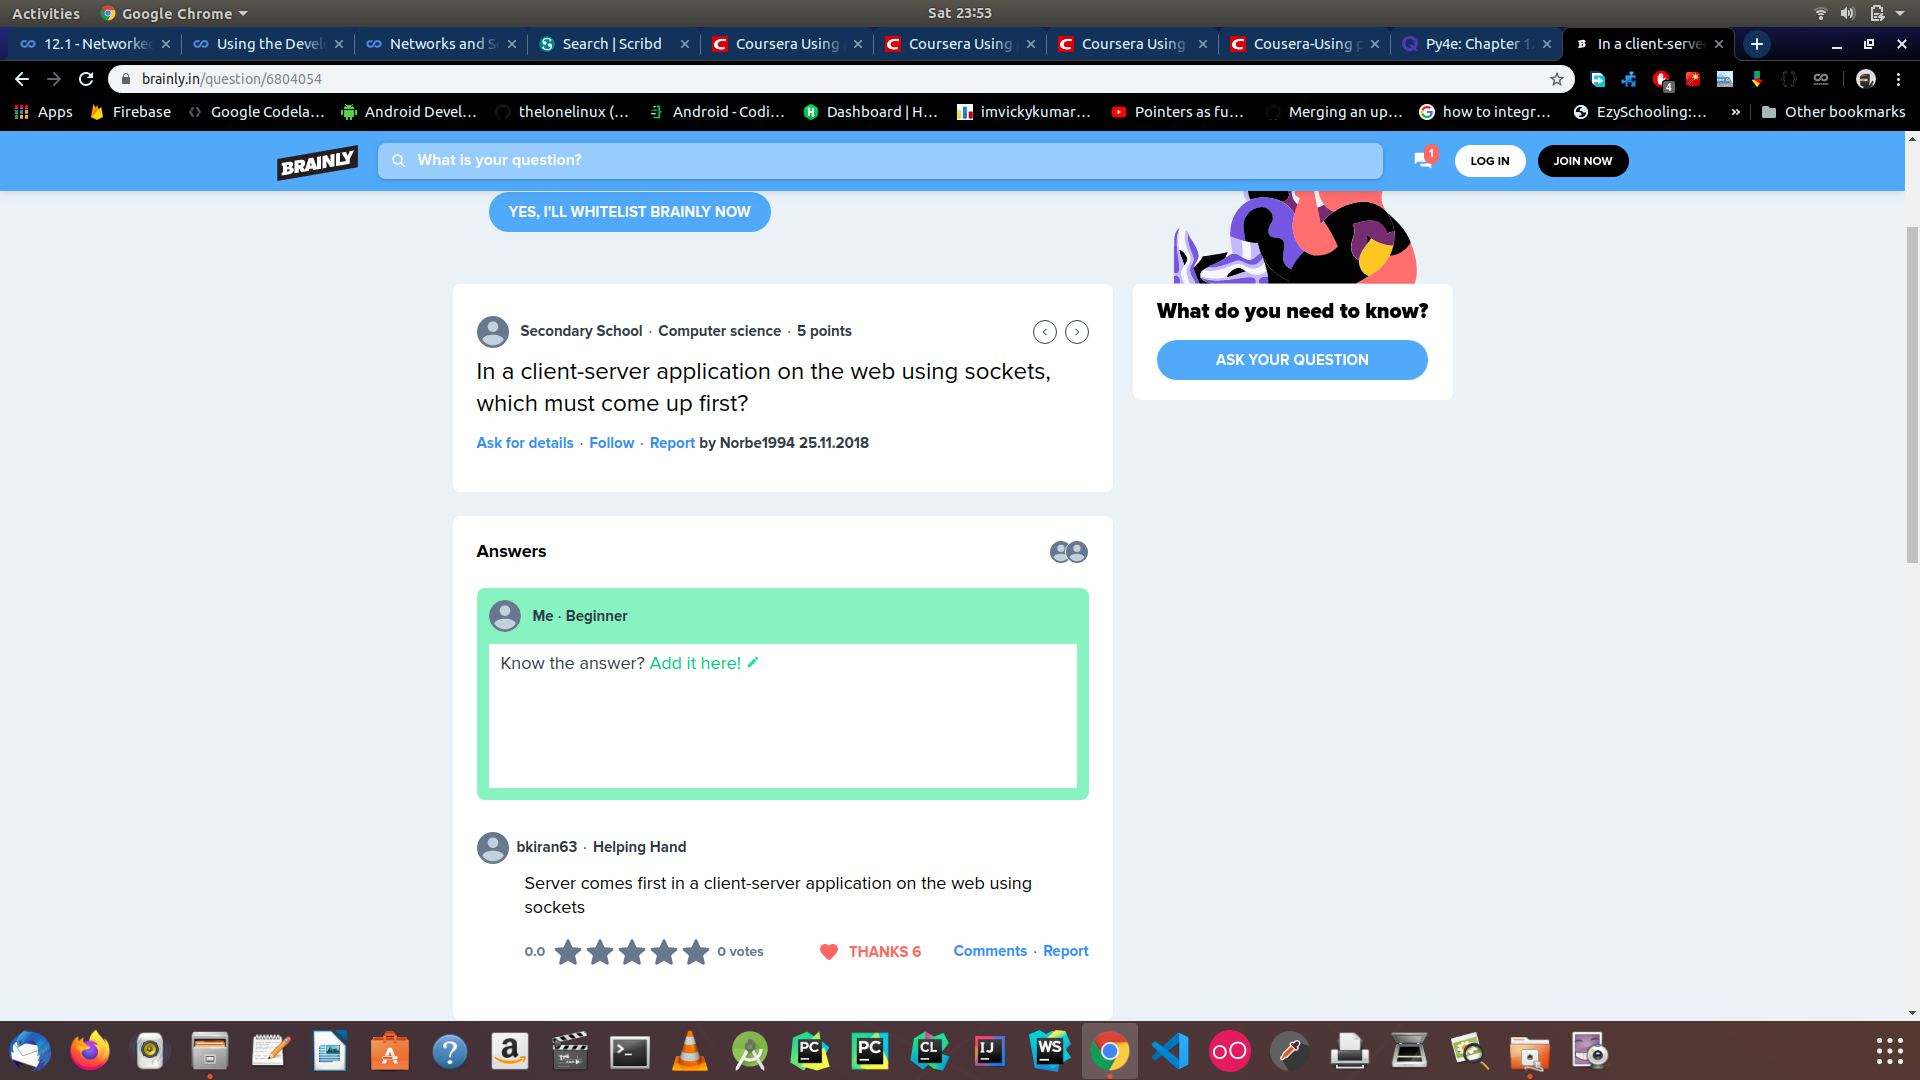 Activities Google Chrome Sat 23:53
12.1 - Networke Using the Devel Networks and S Search | Scribd Coursera Using Coursera Using Coursera Using Cousera-Using p Py4e: Chapter 1 In a client-serve
brainly.in/question/6804054 4
Apps Firebase Google Codela... Android Devel... thelonelinux (... Android - Codi... Dashboard | H... imvickykumar... Pointers as fu... Merging an up... how to integr... EzySchooling:... » Other bookmarks
BRAINLY What is your question? 1 LOG IN JOIN NOW
YES, I'LL WHITELIST BRAINLY NOW
Secondary School · Computer science · 5 points
In a client-server application on the web using sockets,
which must come up first?
Ask for details · Follow · Report by Norbe1994 25.11.2018
What do you need to know?
ASK YOUR QUESTION
Answers
Me · Beginner
Know the answer? Add it here!
bkiran63 · Helping Hand
Server comes first in a client-server application on the web using
sockets
0.0 0 votes THANKS 6 Comments · Report
PC PC CL IJ WS